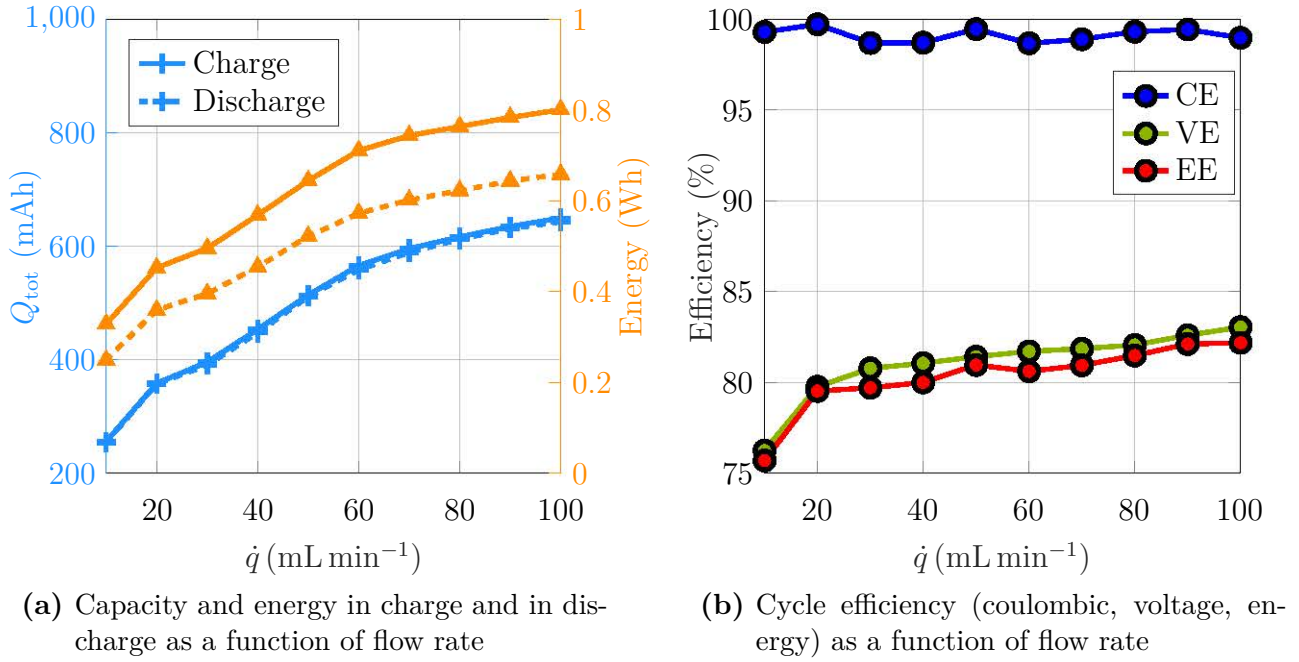 1,000
800
600
400
200
Q_tot (mAh)
Charge
Discharge
1
0.8
0.6
0.4
0.2
0
Energy (Wh)
20 40 60 80 100
q̇ (mL min⁻¹)
(a) Capacity and energy in charge and in dis-
charge as a function of flow rate
100
95
90
85
80
75
Efficiency (%)
CE
VE
EE
20 40 60 80 100
q̇ (mL min⁻¹)
(b) Cycle efficiency (coulombic, voltage, en-
ergy) as a function of flow rate